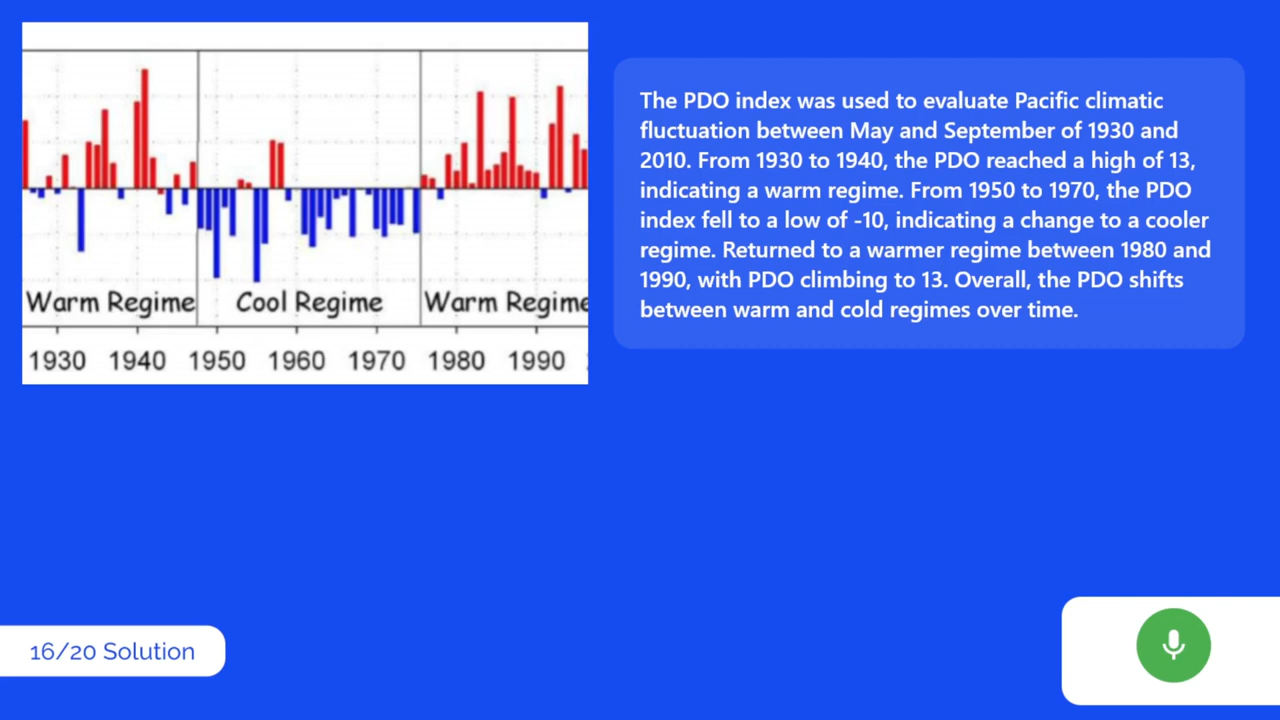 Warm Regime Cool Regime Warm Regime
1930 1940 1950 1960 1970 1980 1990
The PDO index was used to evaluate Pacific climatic
fluctuation between May and September of 1930 and
2010. From 1930 to 1940, the PDO reached a high of 13,
indicating a warm regime. From 1950 to 1970, the PDO
index fell to a low of -10, indicating a change to a cooler
regime. Returned to a warmer regime between 1980 and
1990, with PDO climbing to 13. Overall, the PDO shifts
between warm and cold regimes over time.
16/20 Solution